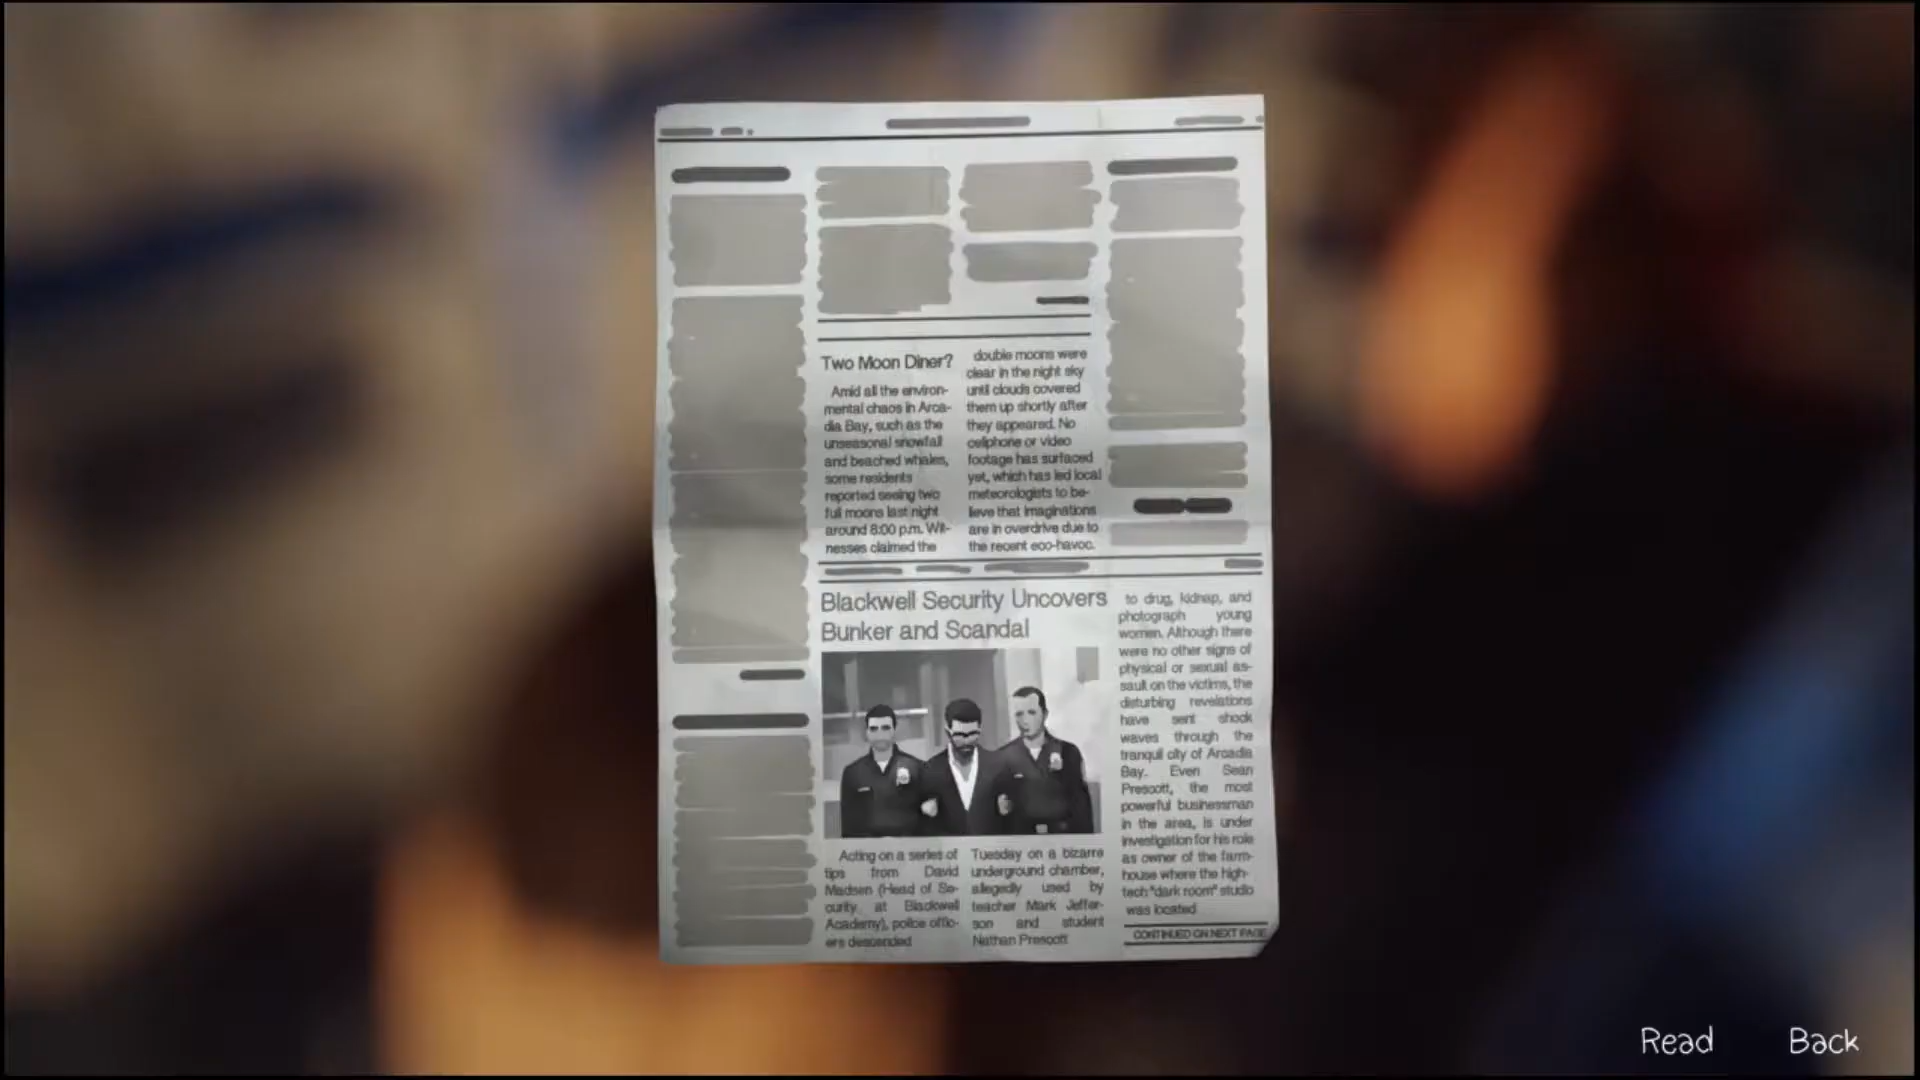 Two Moon Diner?
Amid all the environ-
mental chaos in Arca-
dia Bay, such as the
unseasonal snowfall
and beached whales,
some residents
reported seeing two
full moons last night
around 8:00 p.m. Wit-
nesses claimed the
double moons were
clear in the night sky
until clouds covered
them up shortly after
they appeared. No
cellphone or video
footage has surfaced
yet, which has led local
meteorologists to be-
lieve that imaginations
are in overdrive due to
the recent eco-havoc.
Blackwell Security Uncovers
Bunker and Scandal
Acting on a series of
tips from David
Madsen (Head of Se-
curity at Blackwell
Academy), police offic-
ers descended
Tuesday on a bizarre
underground chamber,
allegedly used by
teacher Mark Jeffer-
son and student
Nathan Prescott
to drug, kidnap, and
photograph young
women. Although there
were no other signs of
physical or sexual as-
sault on the victims, the
disturbing revelations
have sent shock
waves through the
tranquil city of Arcadia
Bay. Even Sean
Prescott, the most
powerful businessman
in the area, is under
investigation for his role
as owner of the farm-
house where the high-
tech "dark room" studio
was located
CONTINUED ON NEXT PAGE
Read Back